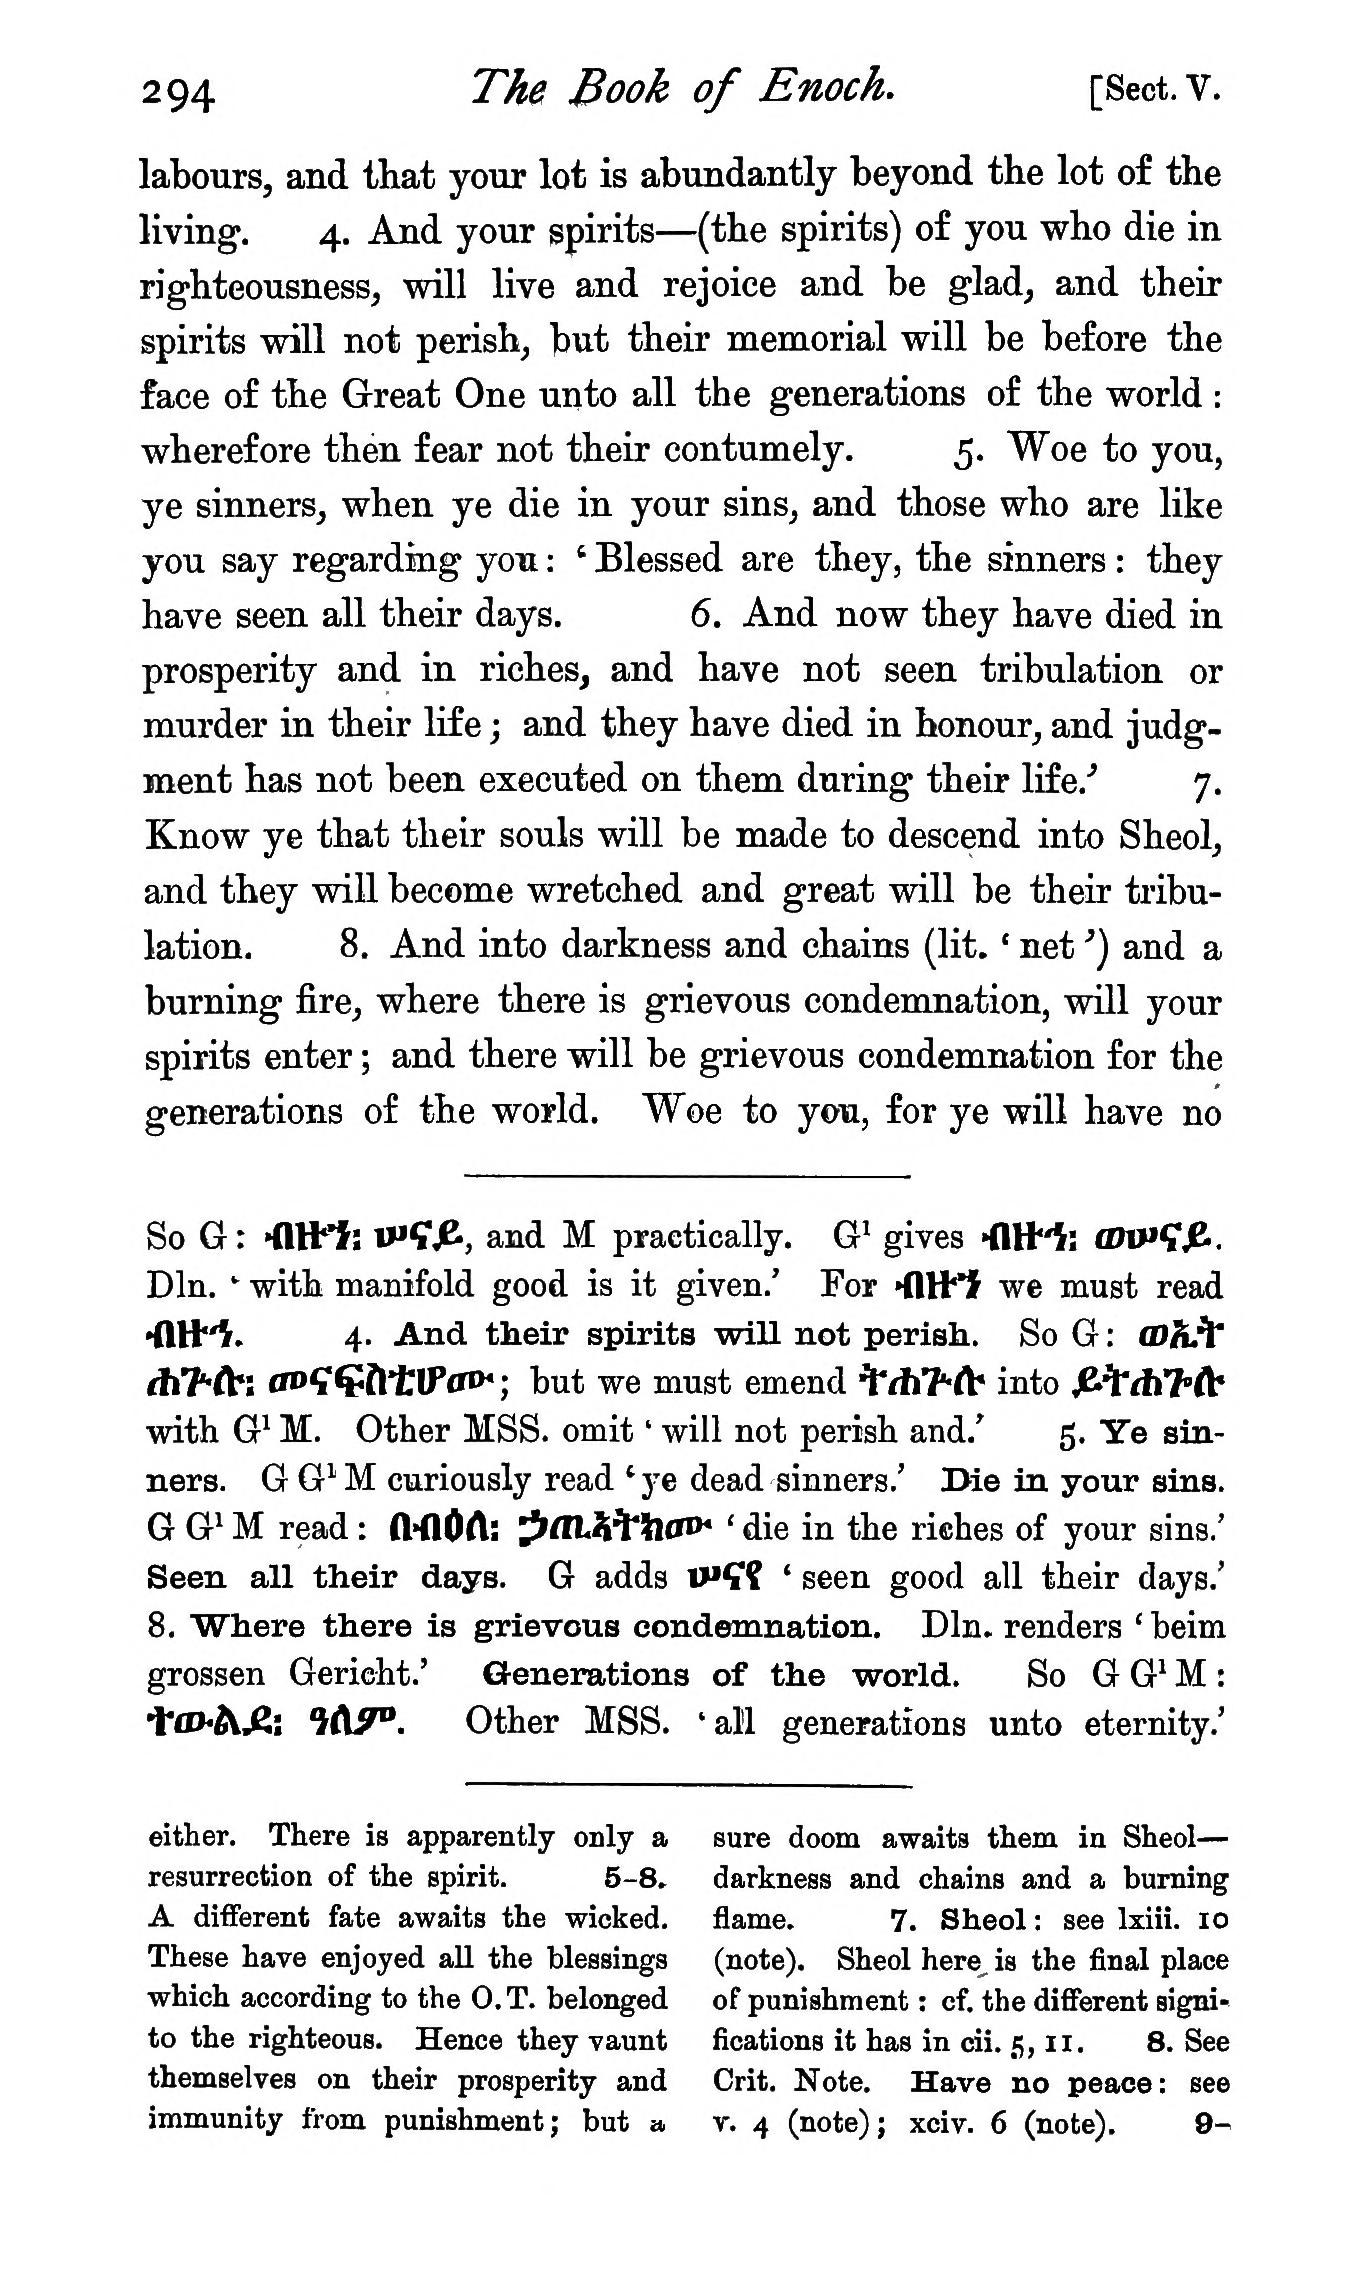 294 The Book of Enoch. [Sect. V.
labours, and that your lot is abundantly beyond the lot of the
living. 4. And your spirits—(the spirits) of you who die in
righteousness, will live and rejoice and be glad, and their
spirits will not perish, but their memorial will be before the
face of the Great One unto all the generations of the world :
wherefore then fear not their contumely. 5. Woe to you,
ye sinners, when ye die in your sins, and those who are like
you say regarding you : ‘ Blessed are they, the sinners : they
have seen all their days. 6. And now they have died in
prosperity and in riches, and have not seen tribulation or
murder in their life ; and they have died in honour, and judg-
ment has not been executed on them during their life.’ 7.
Know ye that their souls will be made to descend into Sheol,
and they will become wretched and great will be their tribu-
lation. 8. And into darkness and chains (lit. ‘ net ’) and a
burning fire, where there is grievous condemnation, will your
spirits enter ; and there will be grievous condemnation for the
generations of the world. Woe to you, for ye will have no
So G : ብዙኝ፡ ሠናይ, and M practically. G¹ gives ብዙኅ፡ ወሠናይ.
Dln. ‘ with manifold good is it given.’ For ብዙኝ we must read
ብዙኅ. 4. And their spirits will not perish. So G : ወኢት
ሐጕሉ፡ መናፍስቲሆሙ ; but we must emend ትሐጕሉ into ይትሐጐሉ
with G¹ M. Other MSS. omit ‘ will not perish and.’ 5. Ye sin-
ners. G G¹ M curiously read ‘ ye dead sinners.’ Die in your sins.
G G¹ M read : በብዕለ፡ ኃጢአትክሙ ‘ die in the riches of your sins.’
Seen all their days. G adds ሠናየ ‘ seen good all their days.’
8. Where there is grievous condemnation. Dln. renders ‘ beim
grossen Gericht.’ Generations of the world. So G G¹ M :
ተውልደ፡ ዓለም. Other MSS. ‘ all generations unto eternity.’
either. There is apparently only a
resurrection of the spirit. 5-8.
A different fate awaits the wicked.
These have enjoyed all the blessings
which according to the O.T. belonged
to the righteous. Hence they vaunt
themselves on their prosperity and
immunity from punishment ; but a
sure doom awaits them in Sheol—
darkness and chains and a burning
flame. 7. Sheol : see lxiii. 10
(note). Sheol here is the final place
of punishment : cf. the different signi-
fications it has in cii. 5, 11. 8. See
Crit. Note. Have no peace : see
v. 4 (note) ; xciv. 6 (note). 9-